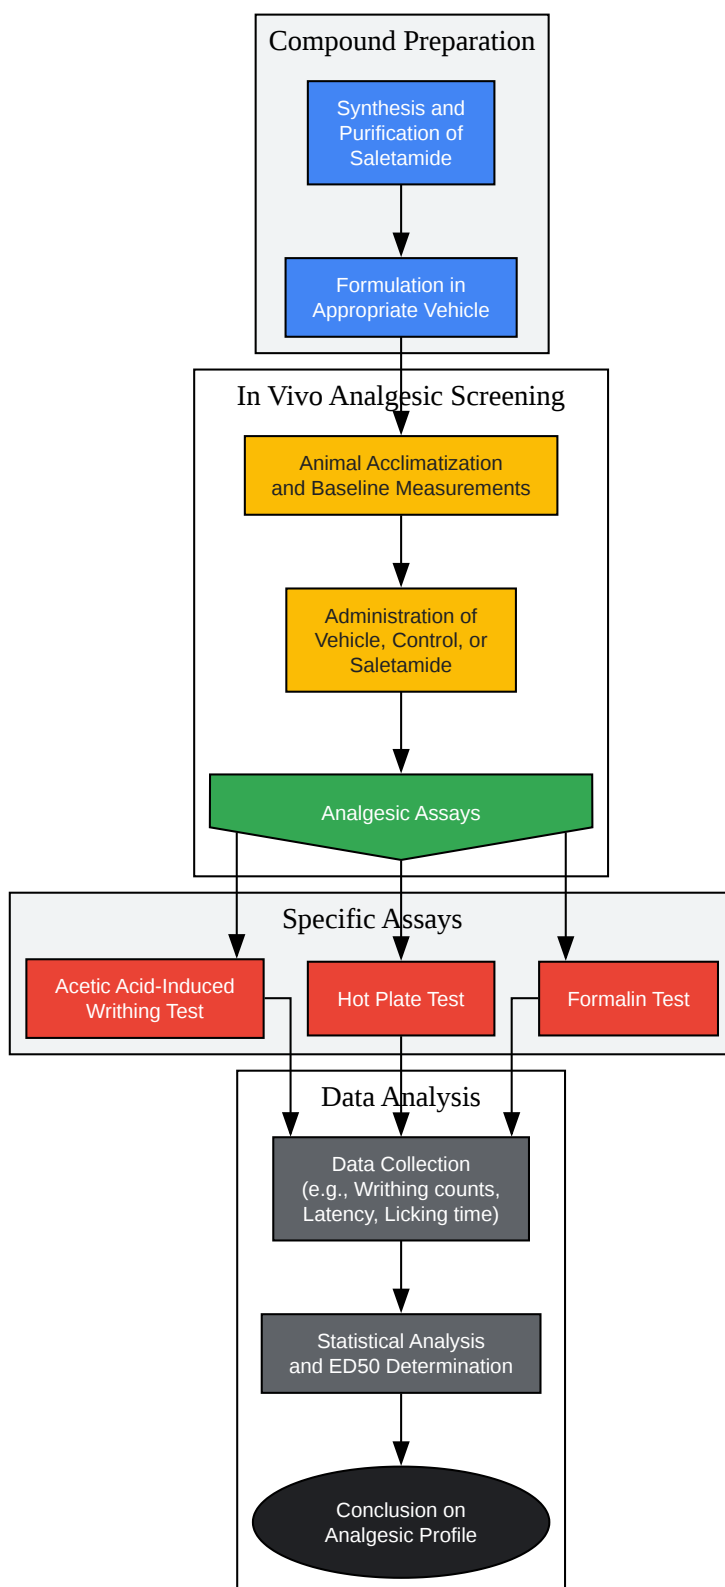 Compound Preparation
Synthesis and
Purification of
Saletamide
Formulation in
Appropriate Vehicle
In Vivo Analgesic Screening
Animal Acclimatization
and Baseline Measurements
Administration of
Vehicle, Control, or
Saletamide
Analgesic Assays
Specific Assays
Acetic Acid-Induced
Writhing Test
Hot Plate Test
Formalin Test
Data Analysis
Data Collection
(e.g., Writhing counts,
Latency, Licking time)
Statistical Analysis
and ED50 Determination
Conclusion on
Analgesic Profile